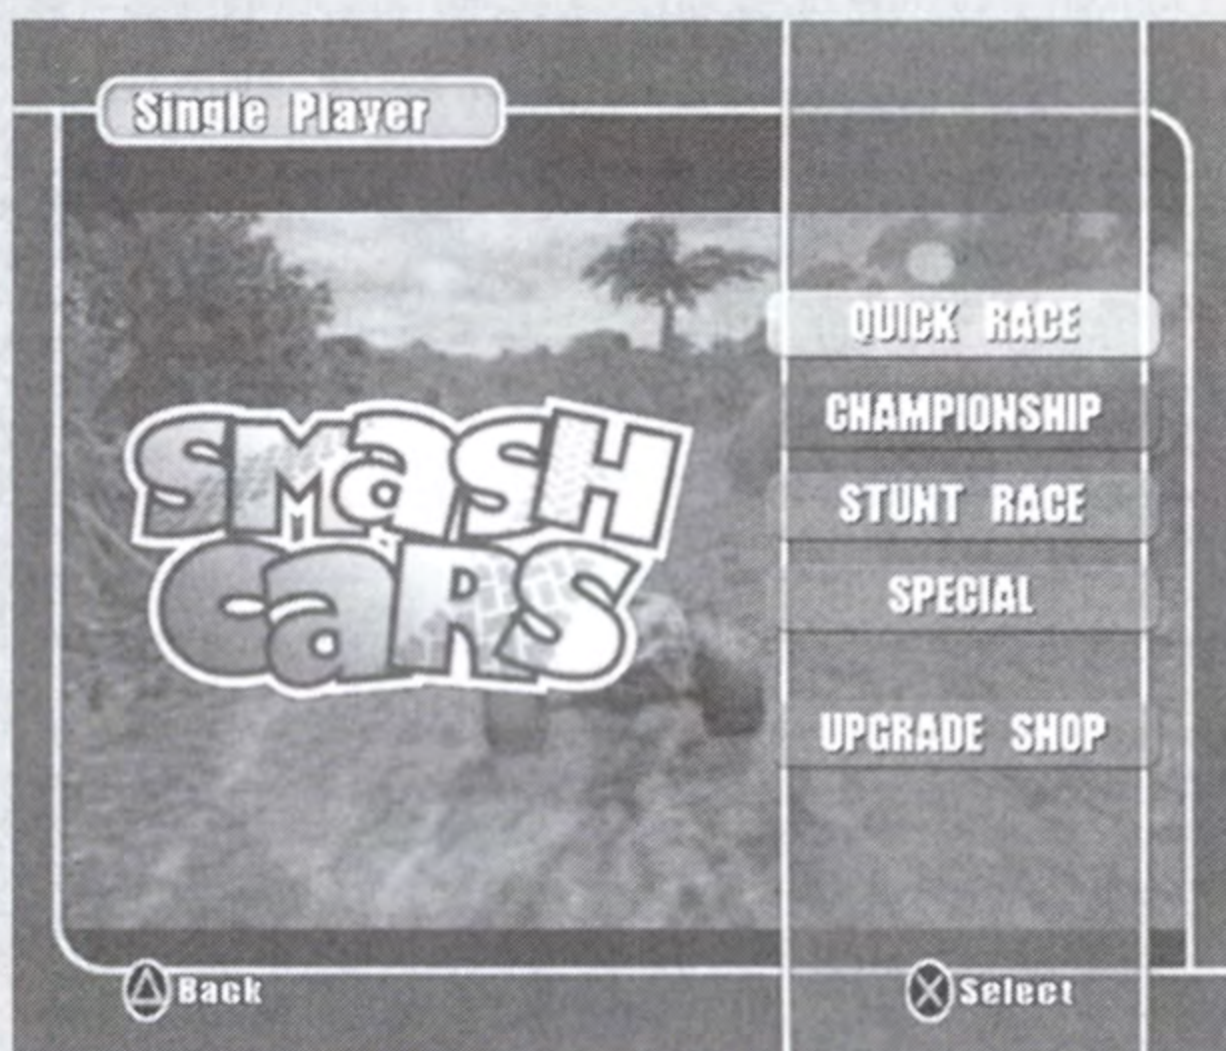 Single Player
SMaSH
CaRS
QUICK RACE
CHAMPIONSHIP
STUNT RACE
SPECIAL
UPGRADE SHOP
Back
Select